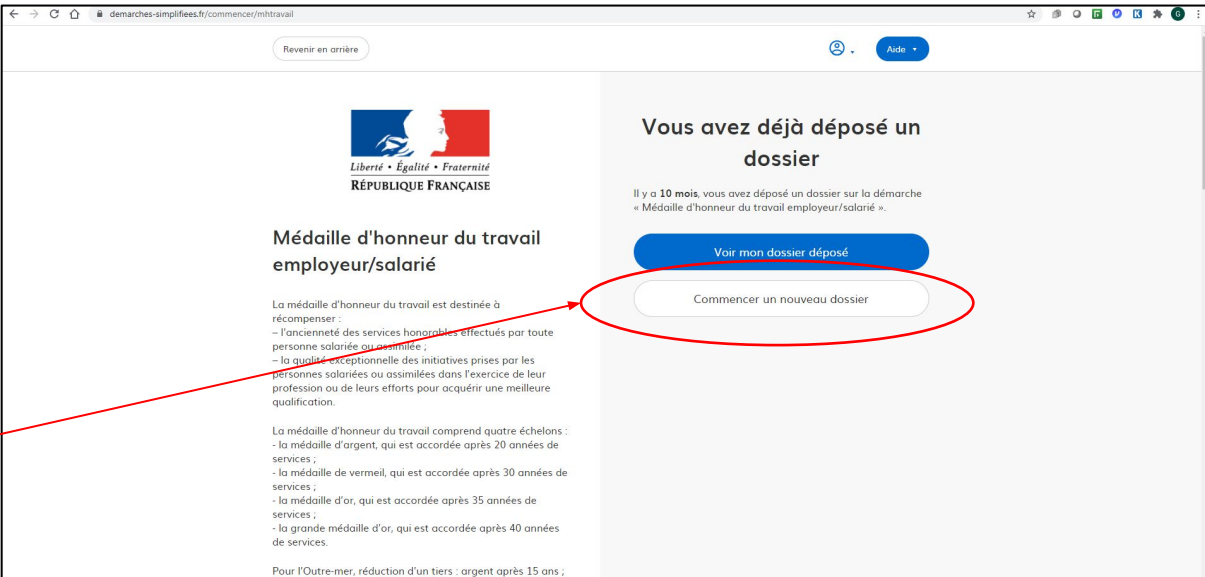 demarches-simplifiees.fr/commencer/mhtravail
Revenir en arrière
Aide
Liberté • Égalité • Fraternité
RÉPUBLIQUE FRANÇAISE
Médaille d'honneur du travail
employeur/salarié
La médaille d'honneur du travail est destinée à
récompenser :
– l'ancienneté des services honorables effectués par toute
personne salariée ou assimilée ;
– la qualité exceptionnelle des initiatives prises par les
personnes salariées ou assimilées dans l'exercice de leur
profession ou de leurs efforts pour acquérir une meilleure
qualification.
La médaille d'honneur du travail comprend quatre échelons :
- la médaille d'argent, qui est accordée après 20 années de
services ;
- la médaille de vermeil, qui est accordée après 30 années de
services ;
- la médaille d'or, qui est accordée après 35 années de
services ;
- la grande médaille d'or, qui est accordée après 40 années
de services.
Pour l'Outre-mer, réduction d'un tiers : argent après 15 ans ;
Vous avez déjà déposé un
dossier
Il y a 10 mois, vous avez déposé un dossier sur la démarche
« Médaille d'honneur du travail employeur/salarié ».
Voir mon dossier déposé
Commencer un nouveau dossier